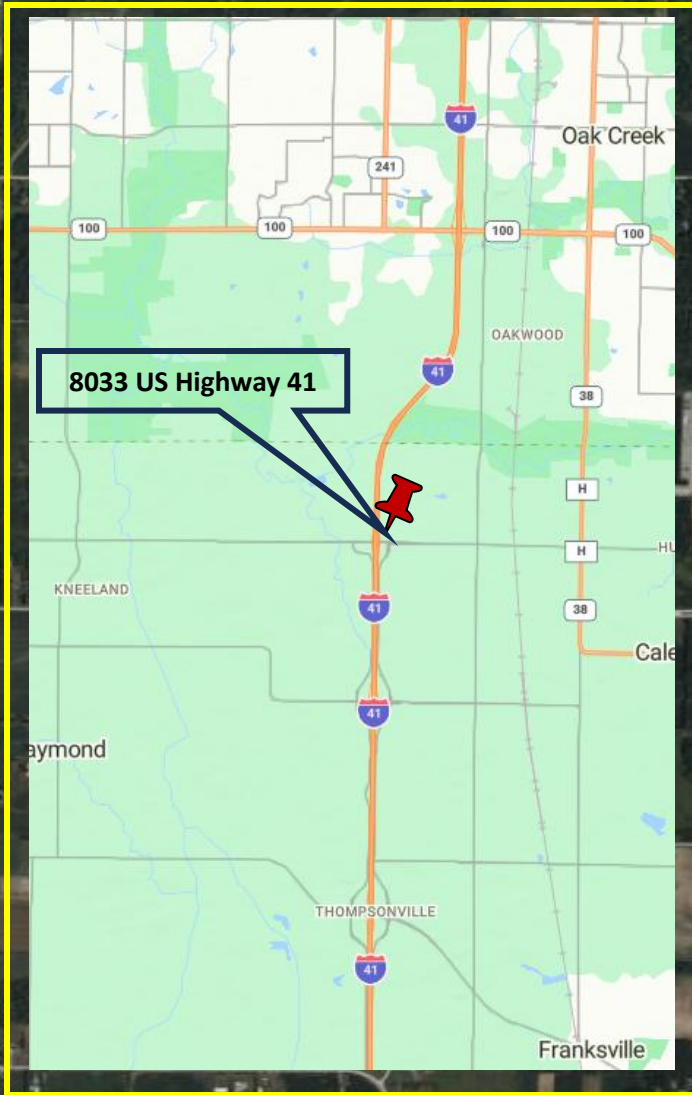 41
Oak Creek
241
100
100
100
100
OAKWOOD
41
8033 US Highway 41
38
H
H
HU
KNEELAND
41
38
Cale
41
aymond
THOMPSONVILLE
41
Franksville